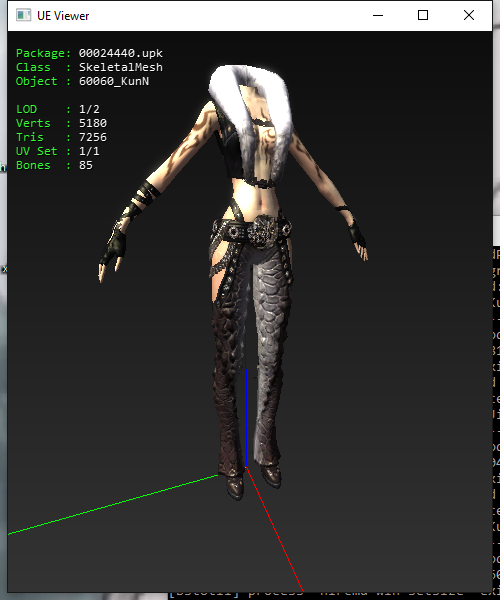 UE Viewer
Package: 00024440.upk
Class : SkeletalMesh
Object : 60060_KunN
LOD : 1/2
Verts : 5180
Tris : 7256
UV Set : 1/1
Bones : 85